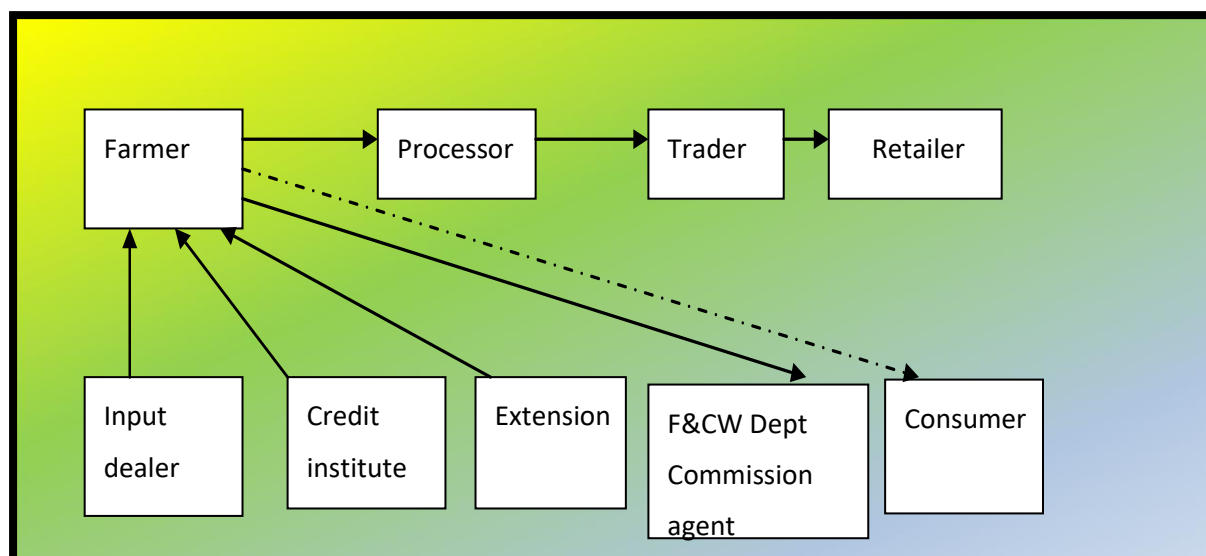 Farmer
Processor
Trader
Retailer
Input
dealer
Credit
institute
Extension
F&CW Dept
Commission
agent
Consumer